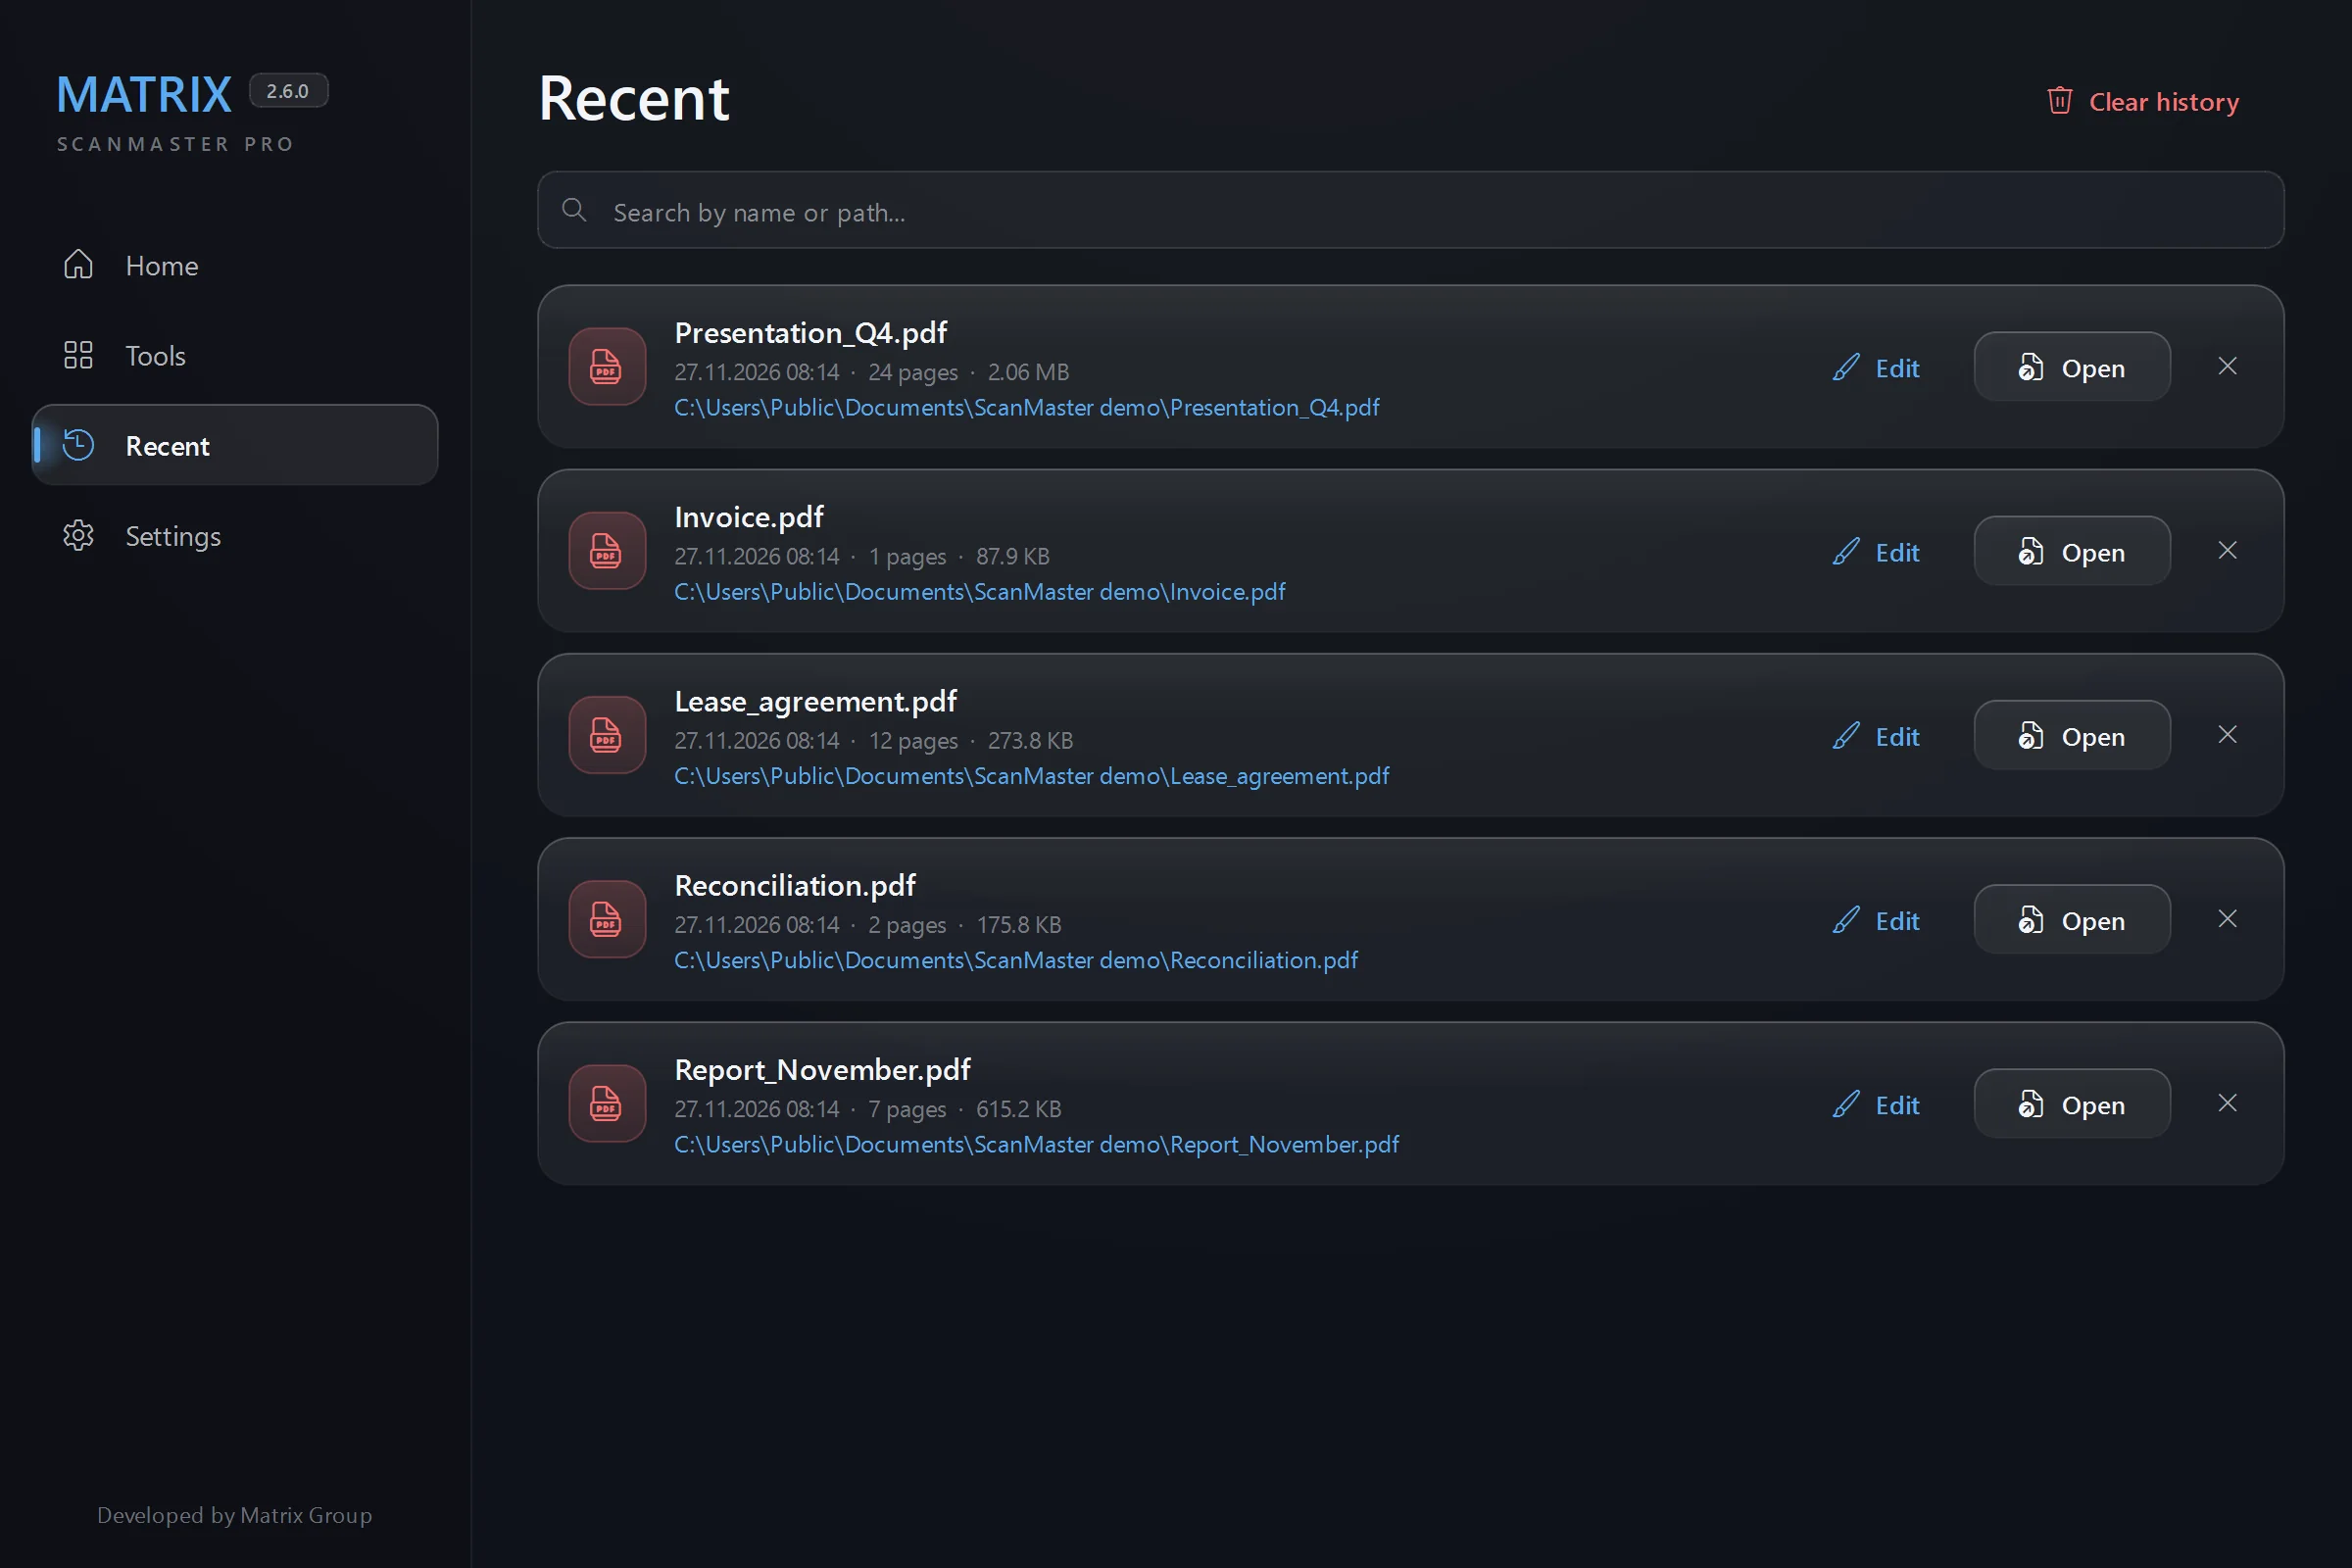 MATRIX 2.6.0
SCANMASTER PRO
Home
Tools
Recent
Settings
Developed by Matrix Group
Recent
Clear history
Search by name or path...
Presentation_Q4.pdf
27.11.2026 08:14 · 24 pages · 2.06 MB
C:\Users\Public\Documents\ScanMaster demo\Presentation_Q4.pdf
Edit
Open
Invoice.pdf
27.11.2026 08:14 · 1 pages · 87.9 KB
C:\Users\Public\Documents\ScanMaster demo\Invoice.pdf
Edit
Open
Lease_agreement.pdf
27.11.2026 08:14 · 12 pages · 273.8 KB
C:\Users\Public\Documents\ScanMaster demo\Lease_agreement.pdf
Edit
Open
Reconciliation.pdf
27.11.2026 08:14 · 2 pages · 175.8 KB
C:\Users\Public\Documents\ScanMaster demo\Reconciliation.pdf
Edit
Open
Report_November.pdf
27.11.2026 08:14 · 7 pages · 615.2 KB
C:\Users\Public\Documents\ScanMaster demo\Report_November.pdf
Edit
Open